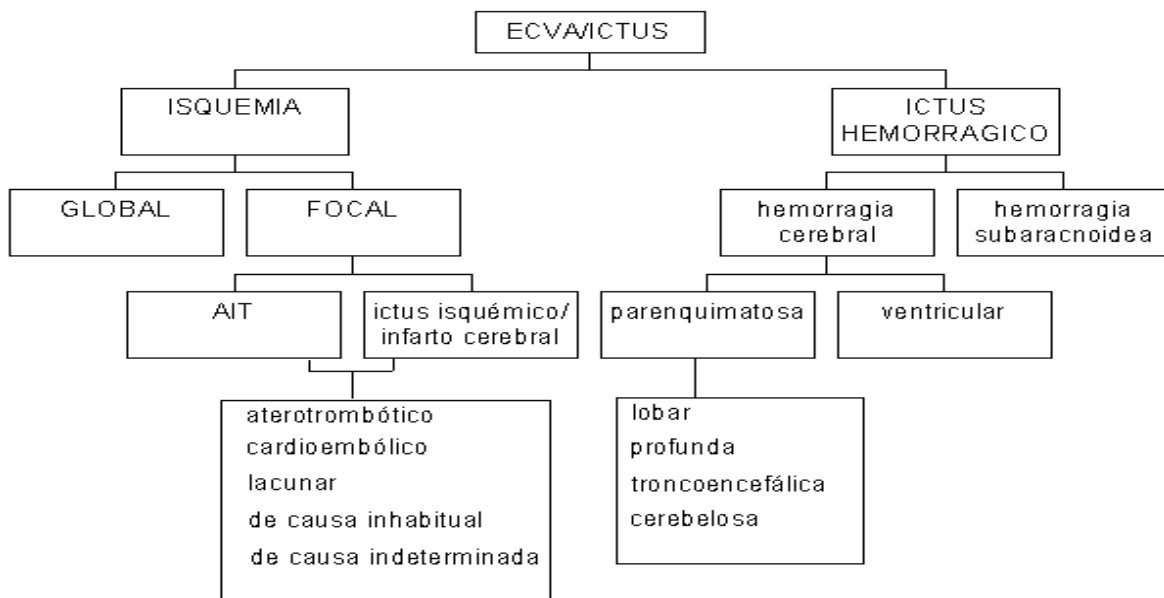 ECVA/ICTUS
ISQUEMIA
ICTUS
HEMORRAGICO
GLOBAL
FOCAL
hemorragia
cerebral
hemorragia
subaracnoidea
AIT
ictus isquémico/
infarto cerebral
parenquimatosa
ventricular
aterotrombótico
cardioembólico
lacunar
de causa inhabitual
de causa indeterminada
lobar
profunda
troncoencefálica
cerebelosa